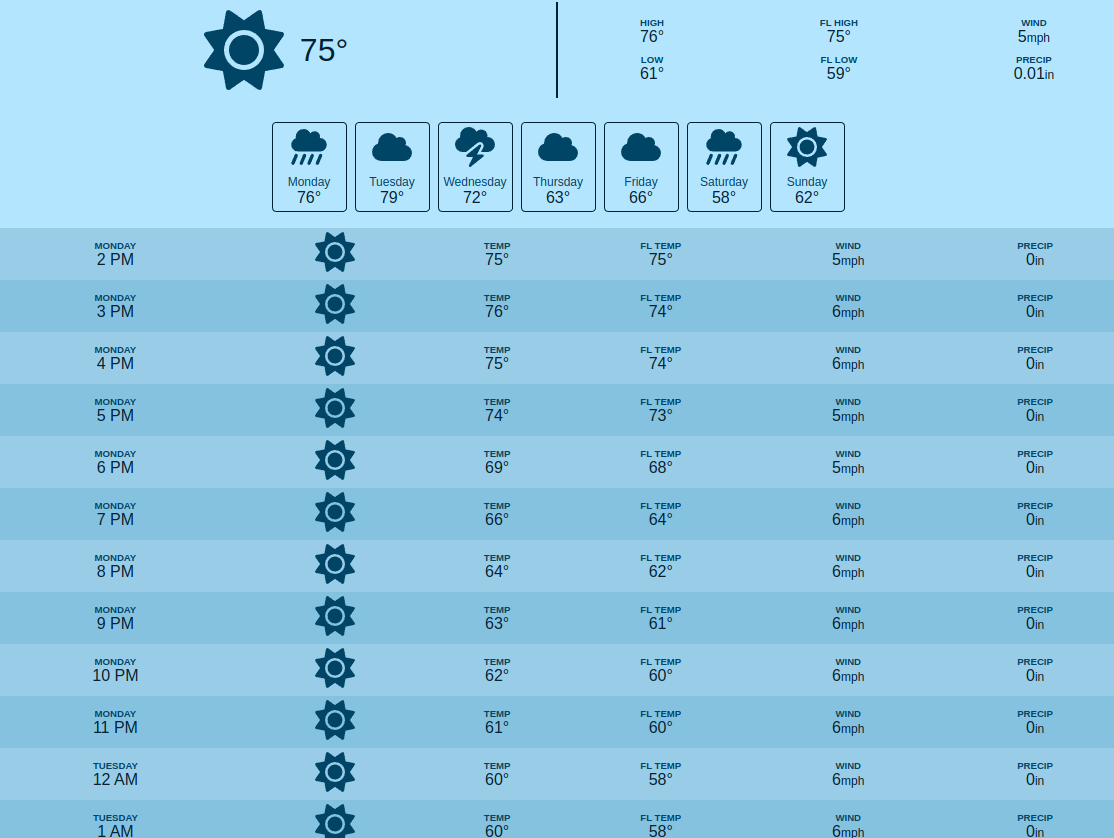 75°
HIGH FL HIGH WIND
76° 75° 5mph
LOW FL LOW PRECIP
61° 59° 0.01in
Monday Tuesday Wednesday Thursday Friday Saturday Sunday
76° 79° 72° 63° 66° 58° 62°
MONDAY TEMP FL TEMP WIND PRECIP
2 PM 75° 75° 5mph 0in
MONDAY TEMP FL TEMP WIND PRECIP
3 PM 76° 74° 6mph 0in
MONDAY TEMP FL TEMP WIND PRECIP
4 PM 75° 74° 6mph 0in
MONDAY TEMP FL TEMP WIND PRECIP
5 PM 74° 73° 5mph 0in
MONDAY TEMP FL TEMP WIND PRECIP
6 PM 69° 68° 5mph 0in
MONDAY TEMP FL TEMP WIND PRECIP
7 PM 66° 64° 6mph 0in
MONDAY TEMP FL TEMP WIND PRECIP
8 PM 64° 62° 6mph 0in
MONDAY TEMP FL TEMP WIND PRECIP
9 PM 63° 61° 6mph 0in
MONDAY TEMP FL TEMP WIND PRECIP
10 PM 62° 60° 6mph 0in
MONDAY TEMP FL TEMP WIND PRECIP
11 PM 61° 60° 6mph 0in
TUESDAY TEMP FL TEMP WIND PRECIP
12 AM 60° 58° 6mph 0in
TUESDAY TEMP FL TEMP WIND PRECIP
1 AM 60° 58° 6mph 0in